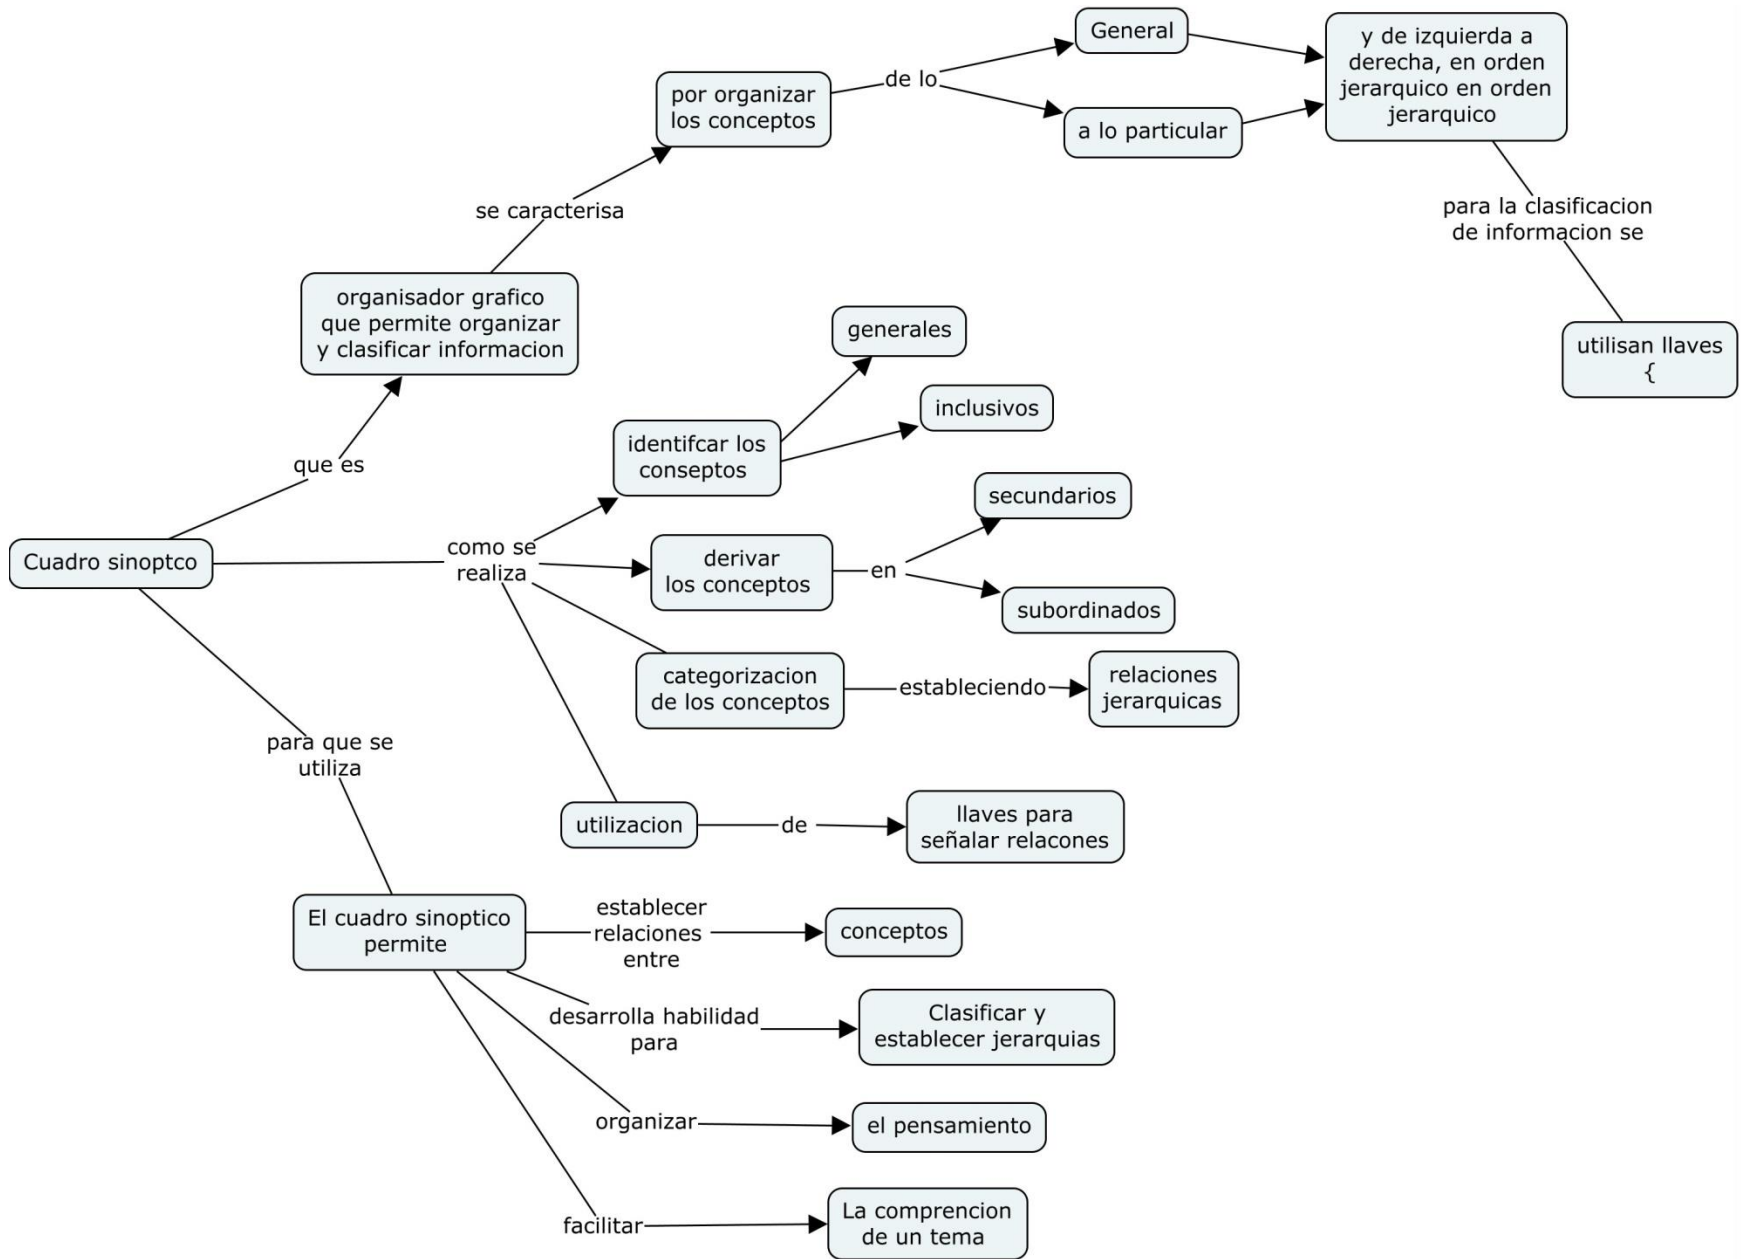 General
y de izquierda a
derecha, en orden
jerarquico en orden
jerarquico
de lo
por organizar
los conceptos
a lo particular
se caracterisa
para la clasificacion
de informacion se
organisador grafico
que permite organizar
y clasificar informacion
utilisan llaves
{
generales
inclusivos
identifcar los
conseptos
que es
secundarios
Cuadro sinoptco
como se
realiza
derivar
los conceptos
en
subordinados
categorizacion
de los conceptos
estableciendo
relaciones
jerarquicas
para que se
utiliza
utilizacion
de
llaves para
señalar relacones
El cuadro sinoptico
permite
establecer
relaciones
entre
conceptos
desarrolla habilidad
para
Clasificar y
establecer jerarquias
organizar
el pensamiento
facilitar
La comprencion
de un tema